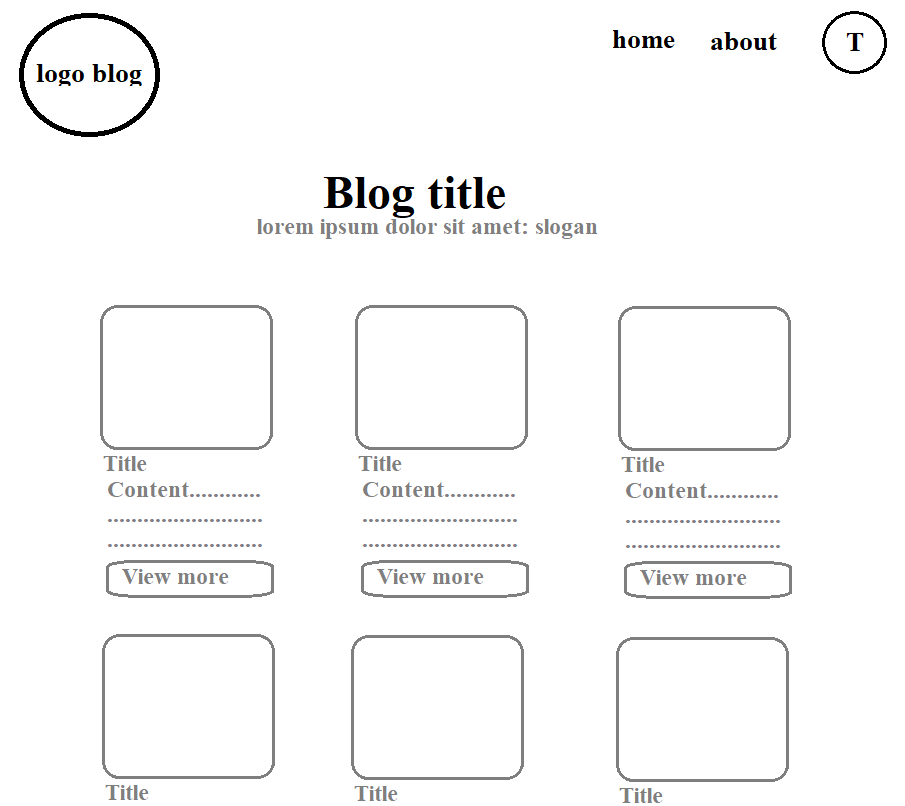 logo blog
home about T
Blog title
lorem ipsum dolor sit amet: slogan
Title Title Title
Content............ Content............ Content............
.......................... .......................... ..........................
.......................... .......................... ..........................
View more View more View more
Title Title Title